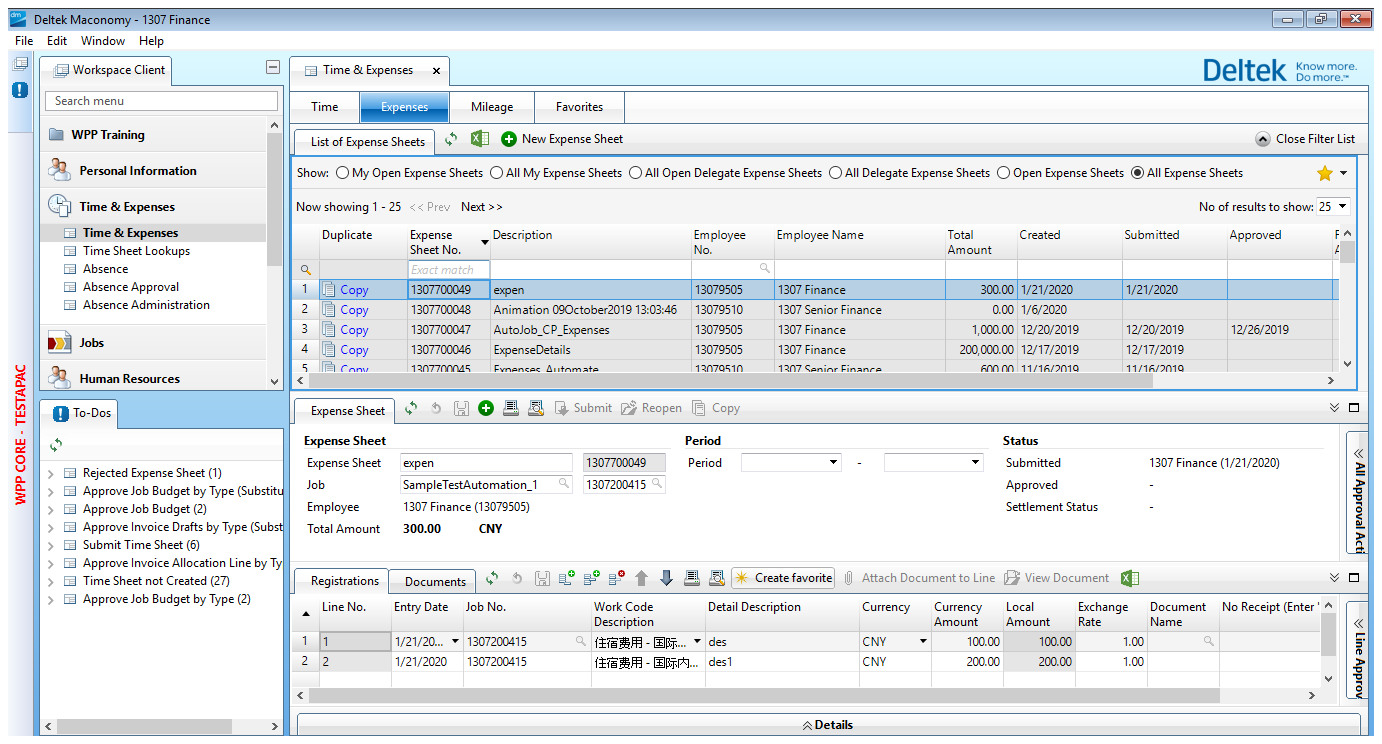 Deltek Maconomy - 1307 Finance
File Edit Window Help
WPP CORE - TESTAPAC
Workspace Client
Search menu
WPP Training
Personal Information
Time & Expenses
Time & Expenses
Time Sheet Lookups
Absence
Absence Approval
Absence Administration
Jobs
Human Resources
To-Dos
Rejected Expense Sheet (1)
Approve Job Budget by Type (Substitu
Approve Job Budget (2)
Approve Invoice Drafts by Type (Subst
Submit Time Sheet (6)
Approve Invoice Allocation Line by Ty
Time Sheet not Created (27)
Approve Job Budget by Type (2)
Time & Expenses
Deltek Know more. Do more.™
Time Expenses Mileage Favorites
List of Expense Sheets New Expense Sheet Close Filter List
Show: My Open Expense Sheets All My Expense Sheets All Open Delegate Expense Sheets All Delegate Expense Sheets Open Expense Sheets All Expense Sheets
Now showing 1 - 25 << Prev Next >> No of results to show: 25
Duplicate Expense Sheet No. Description Employee No. Employee Name Total Amount Created Submitted Approved
Exact match
1 Copy 1307700049 expen 13079505 1307 Finance 300.00 1/21/2020 1/21/2020
2 Copy 1307700048 Animation 09October2019 13:03:46 13079510 1307 Senior Finance 0.00 1/6/2020
3 Copy 1307700047 AutoJob_CP_Expenses 13079505 1307 Finance 1,000.00 12/20/2019 12/20/2019 12/26/2019
4 Copy 1307700046 ExpenseDetails 13079505 1307 Finance 200,000.00 12/17/2019 12/17/2019
5 Copy 1307700045 Expenses_Automate 13079510 1307 Senior Finance 600.00 11/16/2019 11/16/2019
Expense Sheet Submit Reopen Copy
Expense Sheet Period Status
Expense Sheet expen 1307700049 Period - Submitted 1307 Finance (1/21/2020)
Job SampleTestAutomation_1 1307200415 Approved -
Employee 1307 Finance (13079505) Settlement Status -
Total Amount 300.00 CNY
All Approval Acti
Registrations Documents Create favorite Attach Document to Line View Document
Line No. Entry Date Job No. Work Code Description Detail Description Currency Currency Amount Local Amount Exchange Rate Document Name No Receipt (Enter '
1 1 1/21/20... 1307200415 住宿费用 - 国际... des CNY 100.00 100.00 1.00
2 2 1/21/2020 1307200415 住宿费用 - 国际内... des1 CNY 200.00 200.00 1.00
Line Approv
Details